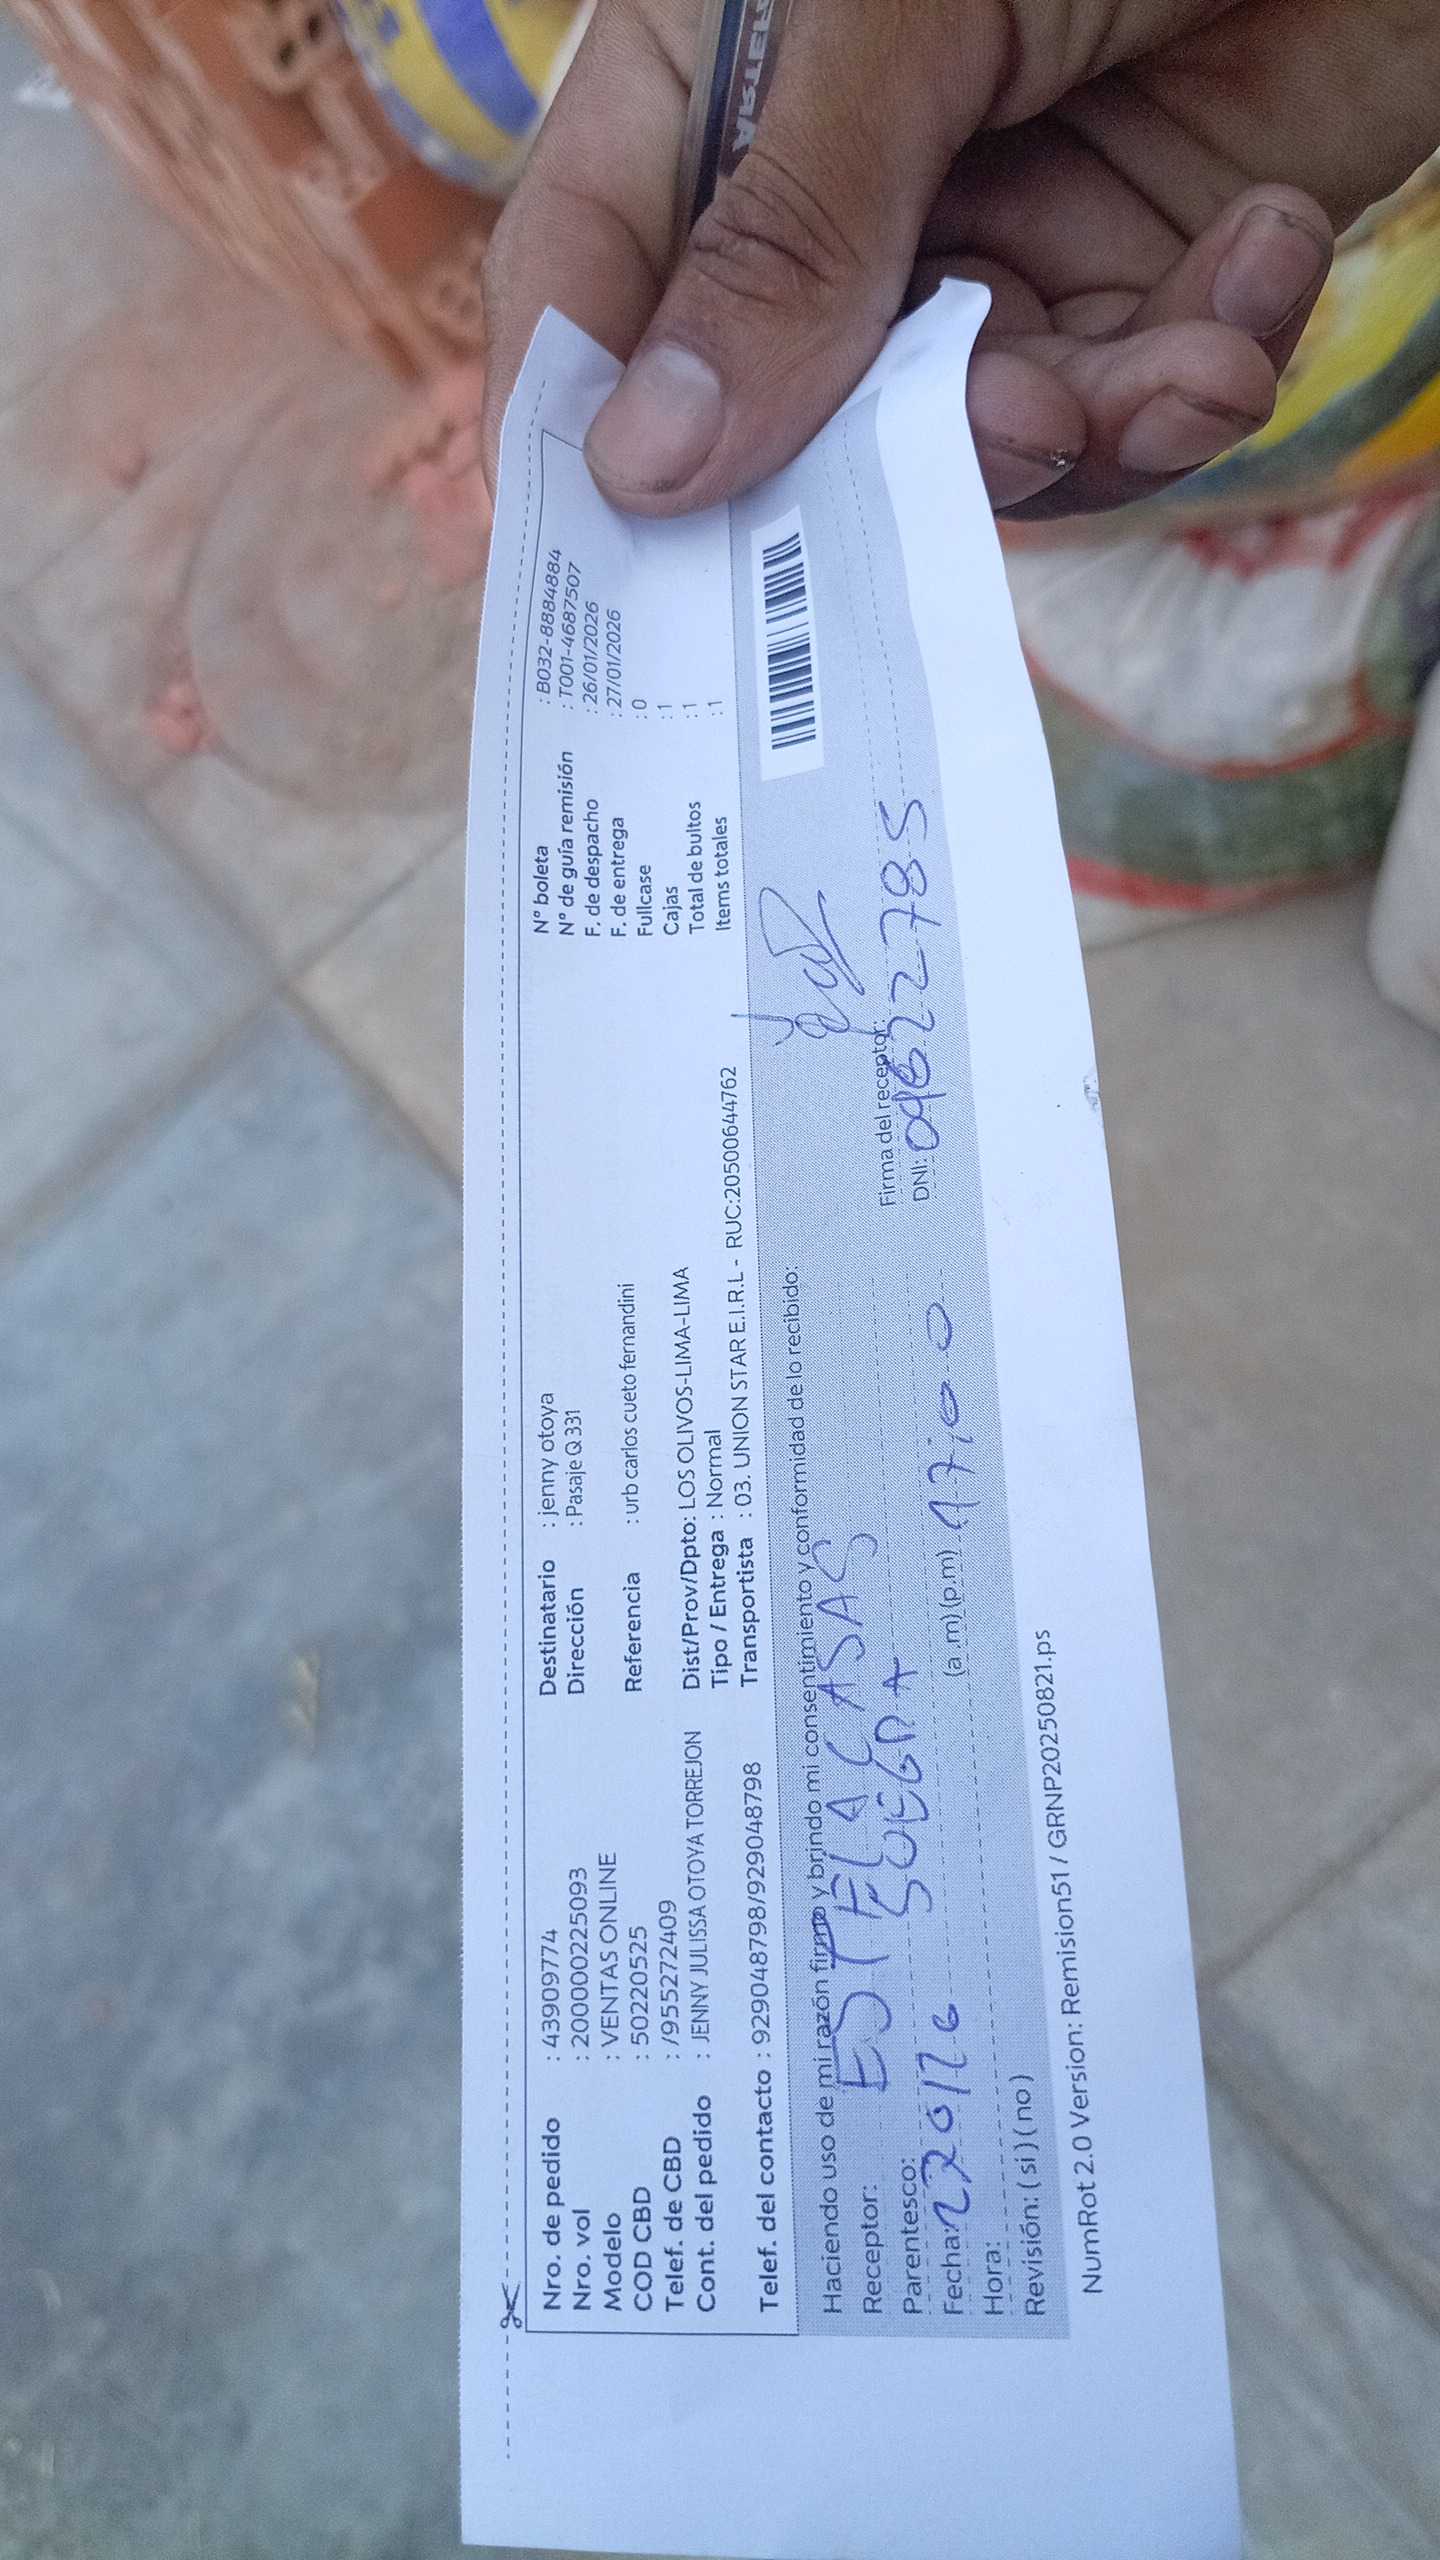 Nro. de pedido : 43909774
Nro. vol : 200000225093
Modelo : VENTAS ONLINE
COD CBD : 50220525
Telef. de CBD : /955272409
Cont. del pedido : JENNY JULISSA OTOYA TORREJON
Telef. del contacto : 929048798/929048798
Destinatario : jenny otoya
Dirección : Pasaje Q 331
Referencia : urb carlos cueto fernandini
Dist/Prov/Dpto: LOS OLIVOS-LIMA-LIMA
Tipo / Entrega : Normal
Transportista : 03. UNION STAR E.I.R.L - RUC:20500644762
N° boleta : B032-8884884
N° de guía remisión : T001-4687507
F. de despacho : 26/01/2026
F. de entrega : 27/01/2026
Fullcase : 0
Cajas : 1
Total de bultos : 1
Items totales : 1
Haciendo uso de mi razón firmo y brindo mi consentimiento y conformidad de lo recibido:
Receptor: ESTELA CASAS
Parentesco: SUEGRA
Fecha:
Hora: (a .m) (p.m) 17:00
Revisión: ( si ) ( no )
Firma del receptor:
DNI: 09622785
NumRot 2.0 Version: Remision51 / GRNP20250821.ps
ARTE